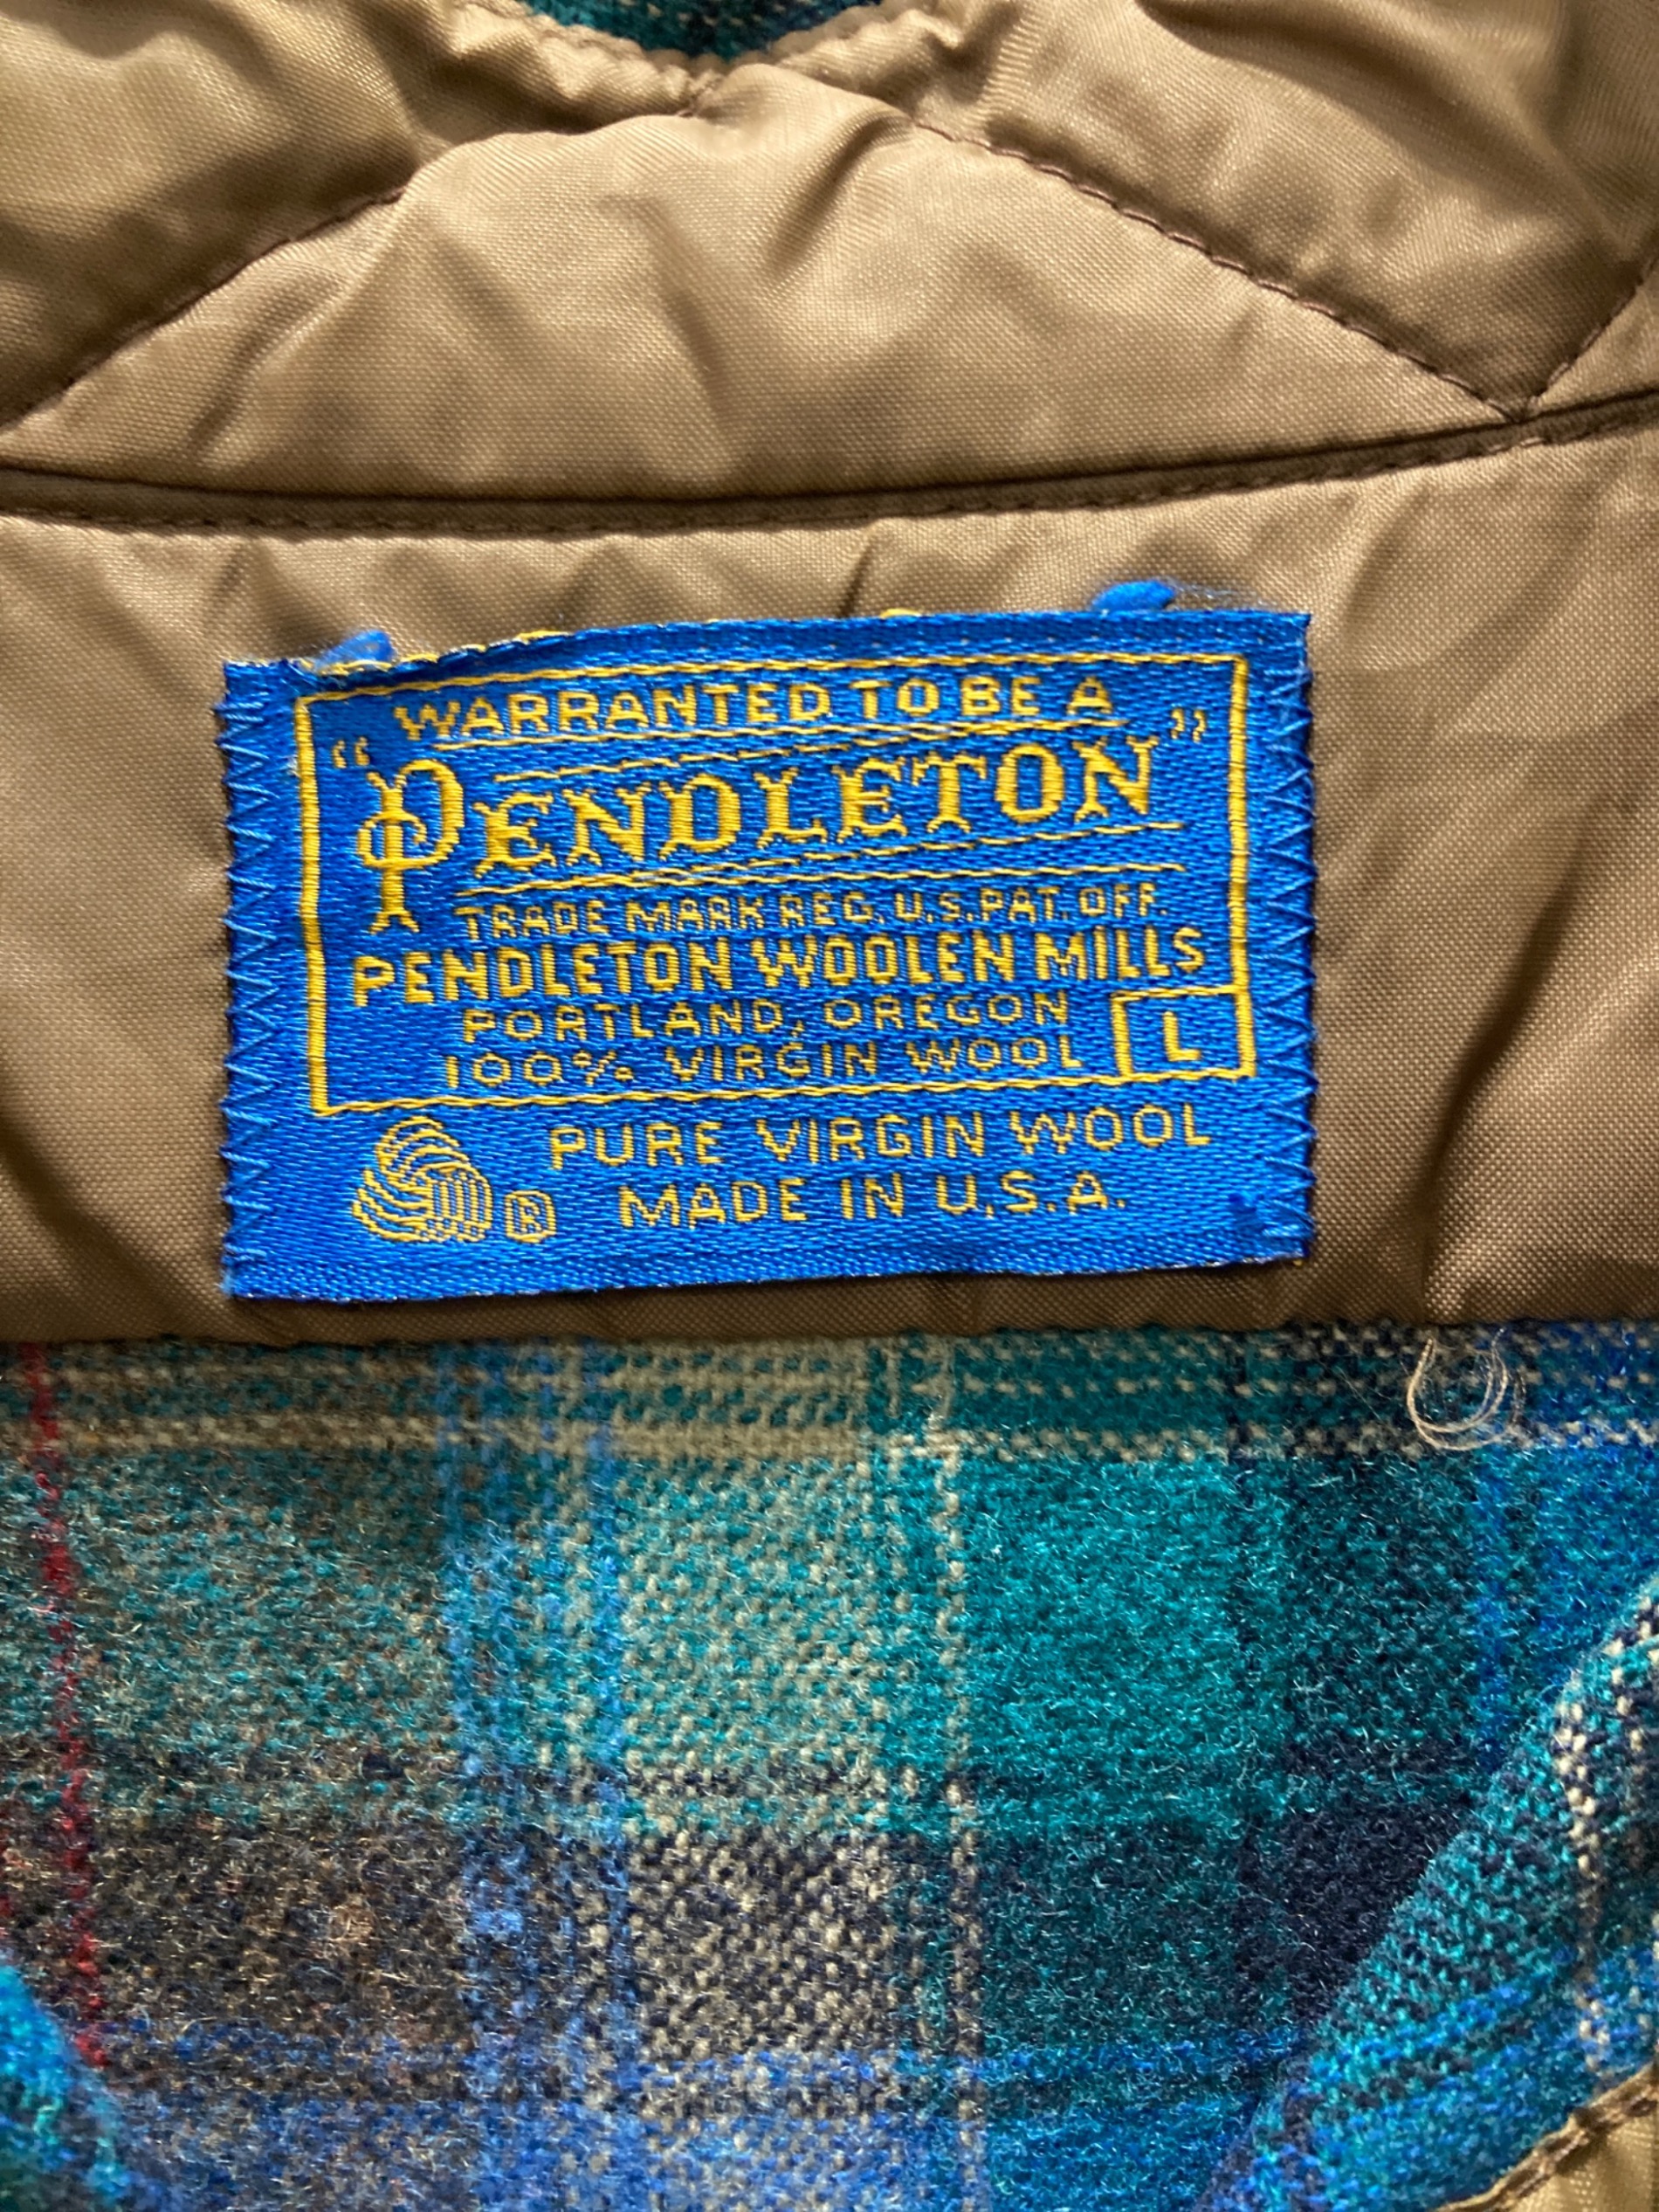 WARRANTED TO BE A
"PENDLETON"
TRADE MARK REG. U.S. PAT. OFF.
PENDLETON WOOLEN MILLS
PORTLAND, OREGON
100% VIRGIN WOOL
L
PURE VIRGIN WOOL
® MADE IN U.S.A.